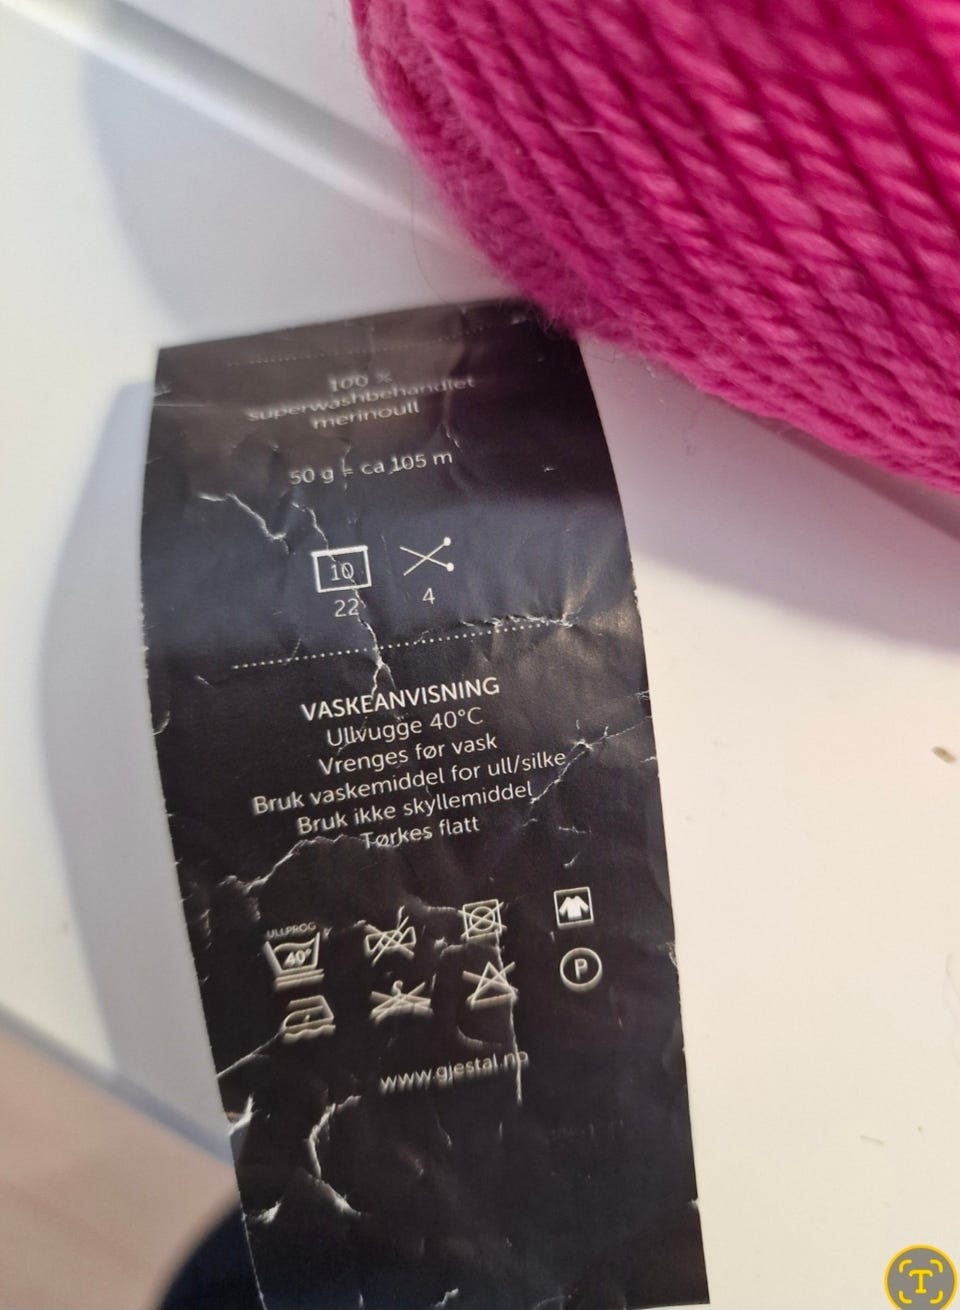 100 %
superwashbehandlet
merinoull
50 g = ca 105 m
10
22
4
VASKEANVISNING
Ullvugge 40°C
Vrenges før vask
Bruk vaskemiddel for ull/silke
Bruk ikke skyllemiddel
Tørkes flatt
ULLPROG
40°
P
www.gjestal.no